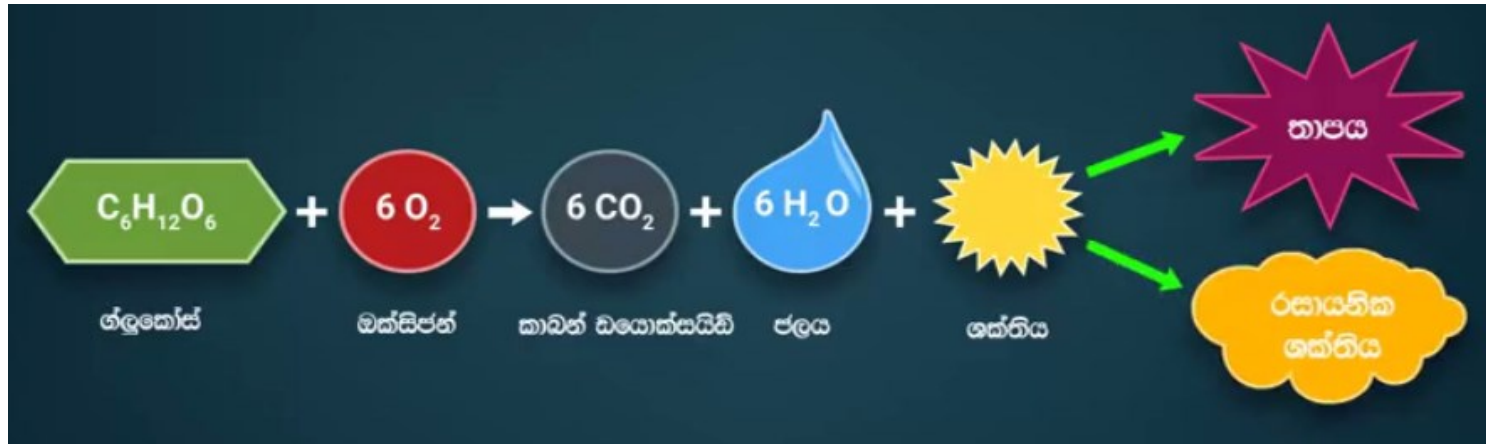 C₆H₁₂O₆ + 6 O₂ → 6 CO₂ + 6 H₂O +
ග්ලුකෝස් ඔක්සිජන් කාබන් ඩයොක්සයිඩ් ජලය ශක්තිය
තාපය
රසායනික
ශක්තිය